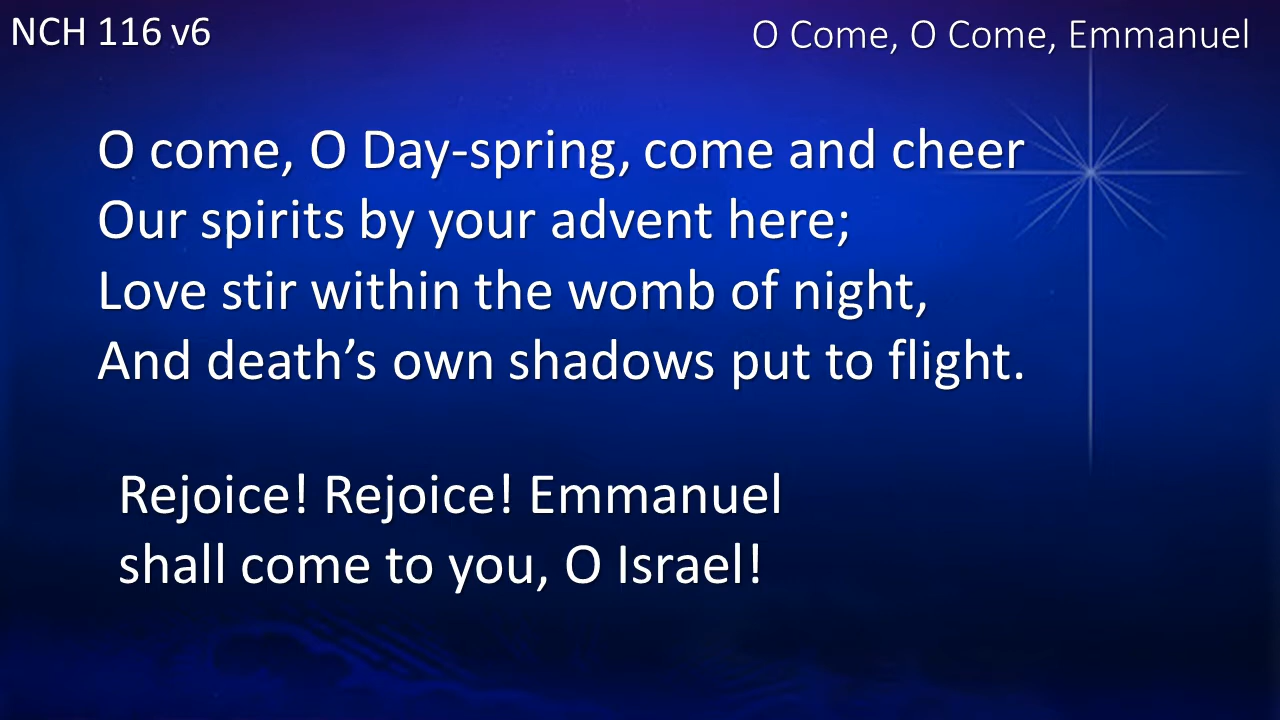 NCH 116 v6
O Come, O Come, Emmanuel
O come, O Day-spring, come and cheer
Our spirits by your advent here;
Love stir within the womb of night,
And death’s own shadows put to flight.
Rejoice! Rejoice! Emmanuel
shall come to you, O Israel!